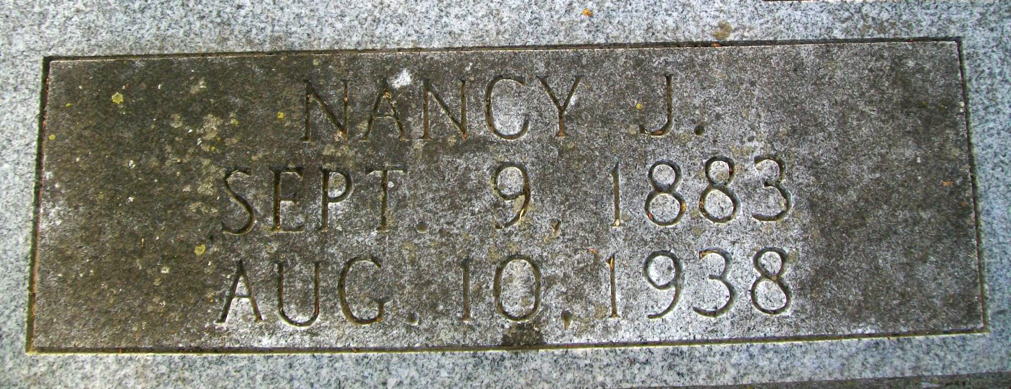 NANCY J.
SEPT. 9, 1883
AUG. 10, 1938